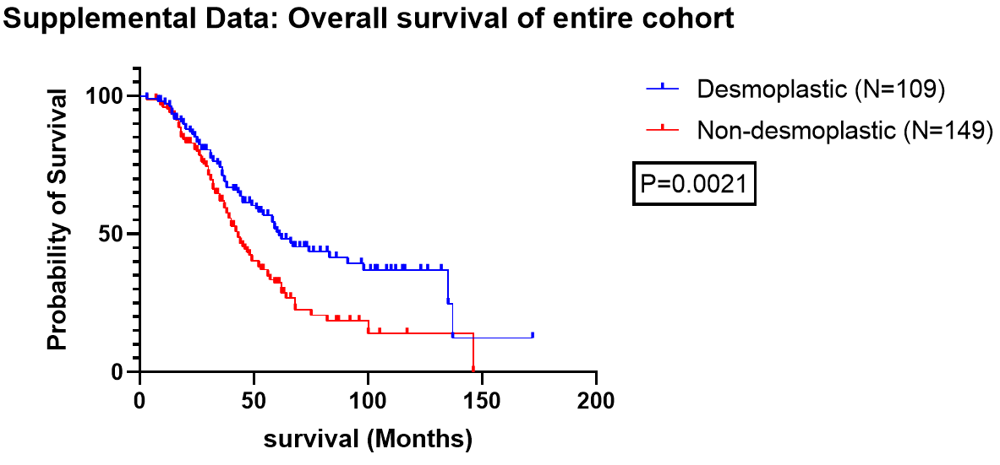 Supplemental Data: Overall survival of entire cohort
Probability of Survival
100
50
0
0 50 100 150 200
survival (Months)
Desmoplastic (N=109)
Non-desmoplastic (N=149)
P=0.0021